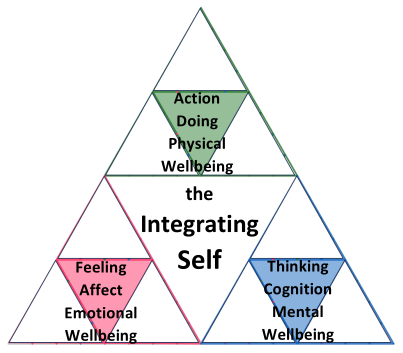 Action
Doing
Physical
Wellbeing
the
Integrating
Self
Feeling
Affect
Emotional
Wellbeing
Thinking
Cognition
Mental
Wellbeing